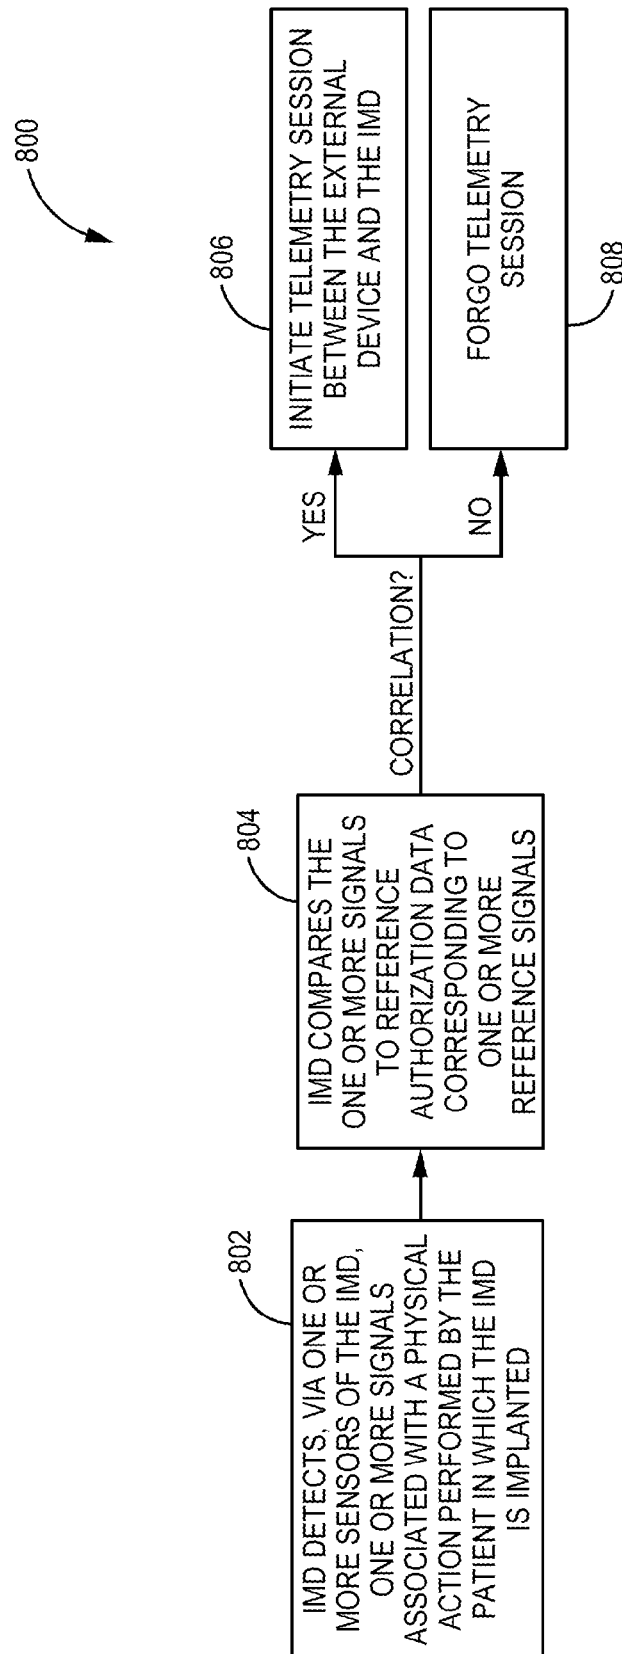 800
802
IMD DETECTS, VIA ONE OR
MORE SENSORS OF THE IMD,
ONE OR MORE SIGNALS
ASSOCIATED WITH A PHYSICAL
ACTION PERFORMED BY THE
PATIENT IN WHICH THE IMD
IS IMPLANTED
804
IMD COMPARES THE
ONE OR MORE SIGNALS
TO REFERENCE
AUTHORIZATION DATA
CORRESPONDING TO
ONE OR MORE
REFERENCE SIGNALS
CORRELATION?
YES
806
INITIATE TELEMETRY SESSION
BETWEEN THE EXTERNAL
DEVICE AND THE IMD
NO
FORGO TELEMETRY
SESSION
808